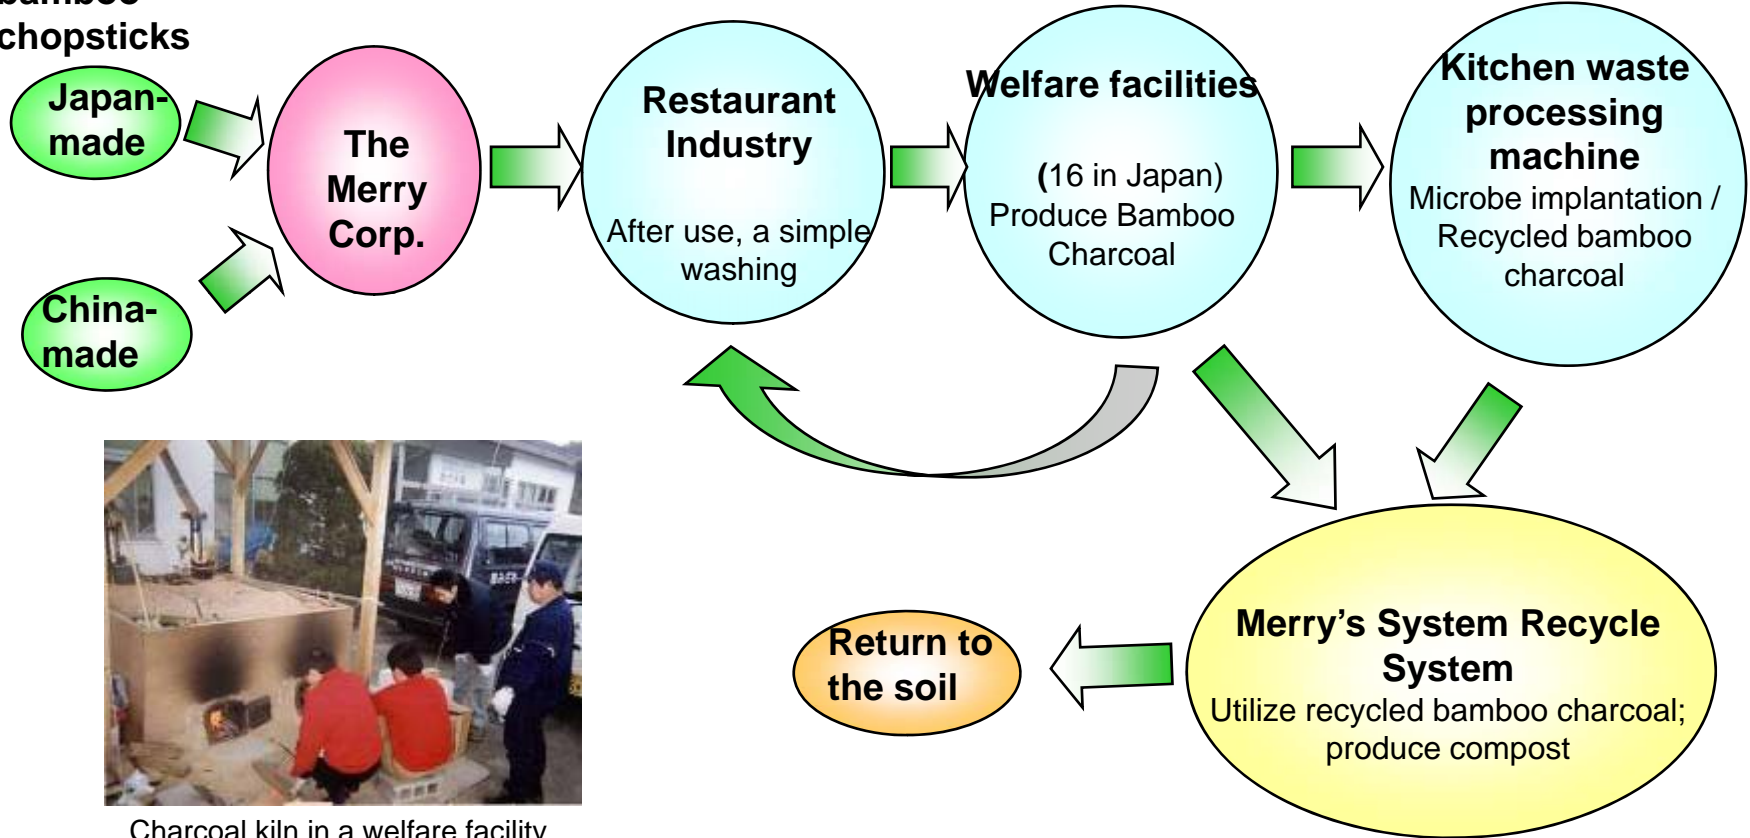 bamboo
chopsticks
Japan-
made
China-
made
The
Merry
Corp.
Restaurant
Industry
After use, a simple
washing
Welfare facilities
(16 in Japan)
Produce Bamboo
Charcoal
Kitchen waste
processing
machine
Microbe implantation /
Recycled bamboo
charcoal
Merry’s System Recycle
System
Utilize recycled bamboo charcoal;
produce compost
Return to
the soil
Charcoal kiln in a welfare facility